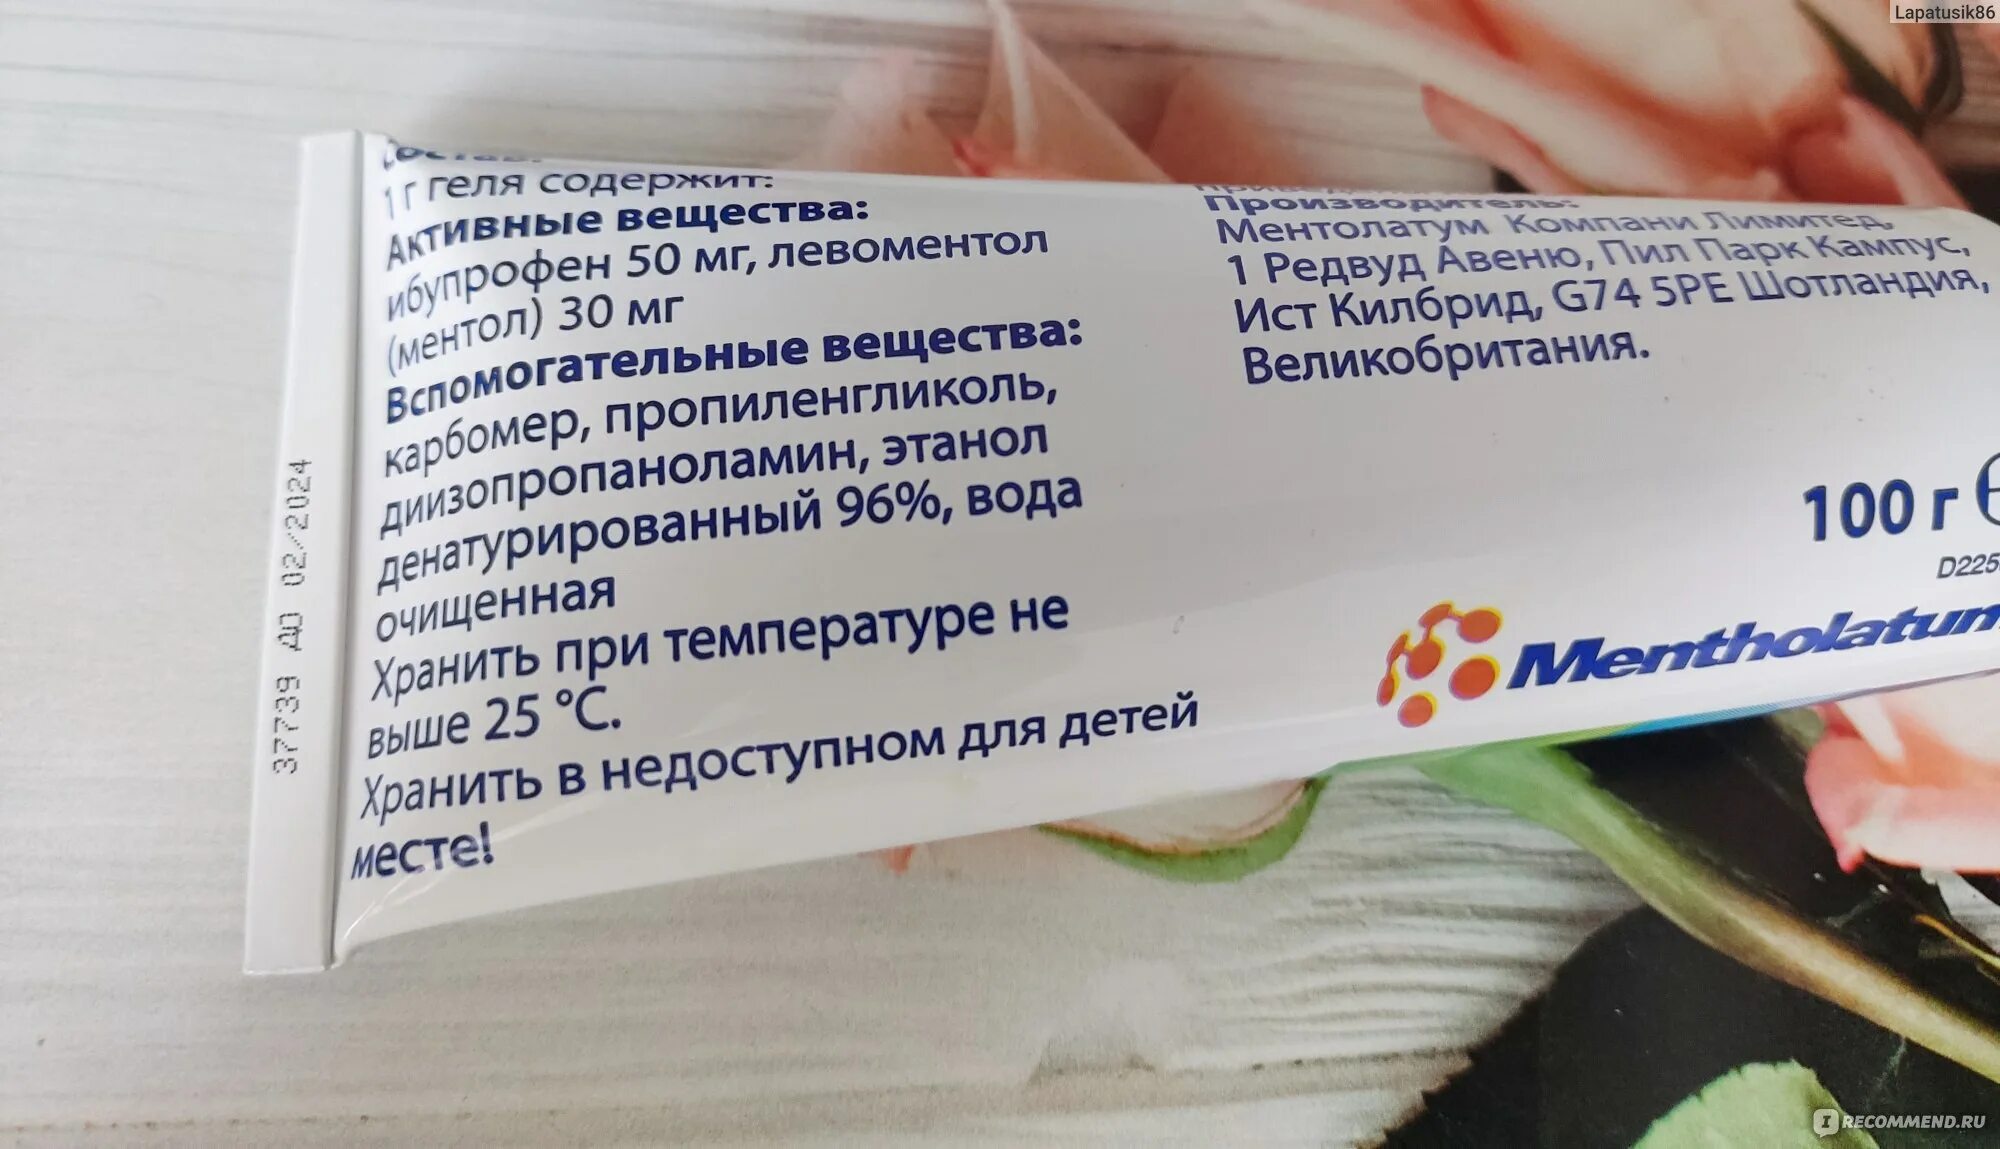 Lapatusik86
Состав:
1 г геля содержит:
Активные вещества:
ибупрофен 50 мг, левоментол
(ментол) 30 мг
Вспомогательные вещества:
карбомер, пропиленгликоль,
диизопропаноламин, этанол
денатурированный 96%, вода
очищенная
Хранить при температуре не
выше 25 °С.
Хранить в недоступном для детей
месте!
37739 ДО 02/2024
Производитель:
Ментолатум Компани Лимитед,
1 Редвуд Авеню, Пил Парк Кампус,
Ист Килбрид, G74 5PE Шотландия,
Великобритания.
100 г
D225
Mentholatum
IRECOMMEND.RU